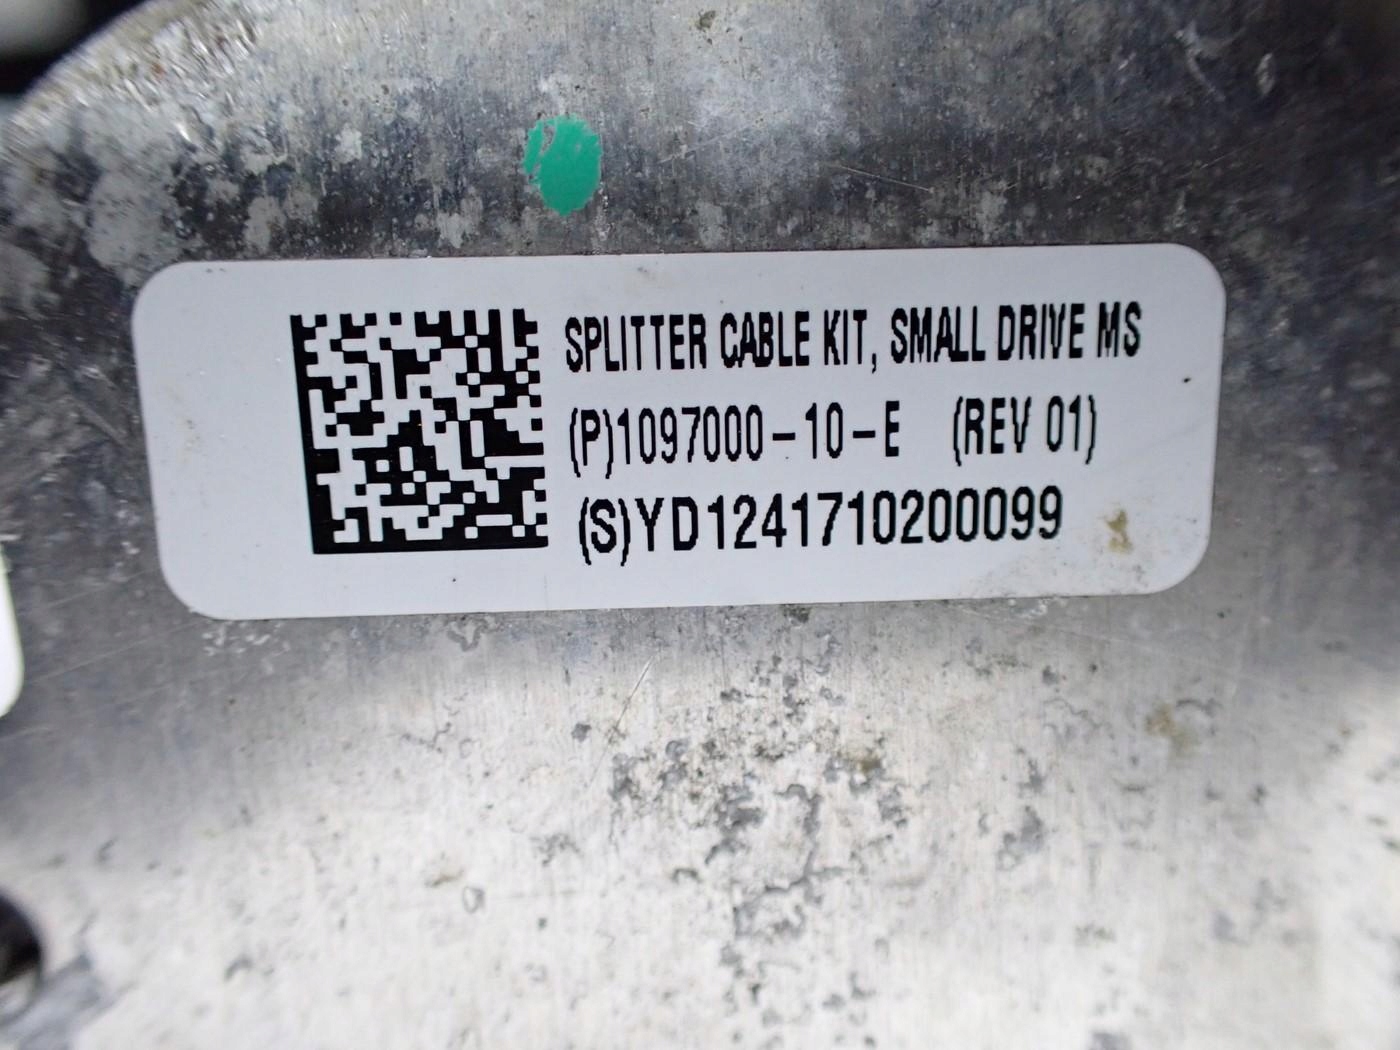 SPLITTER CABLE KIT, SMALL DRIVE MS
(P)1097000-10-E (REV 01)
(S)YD1241710200099